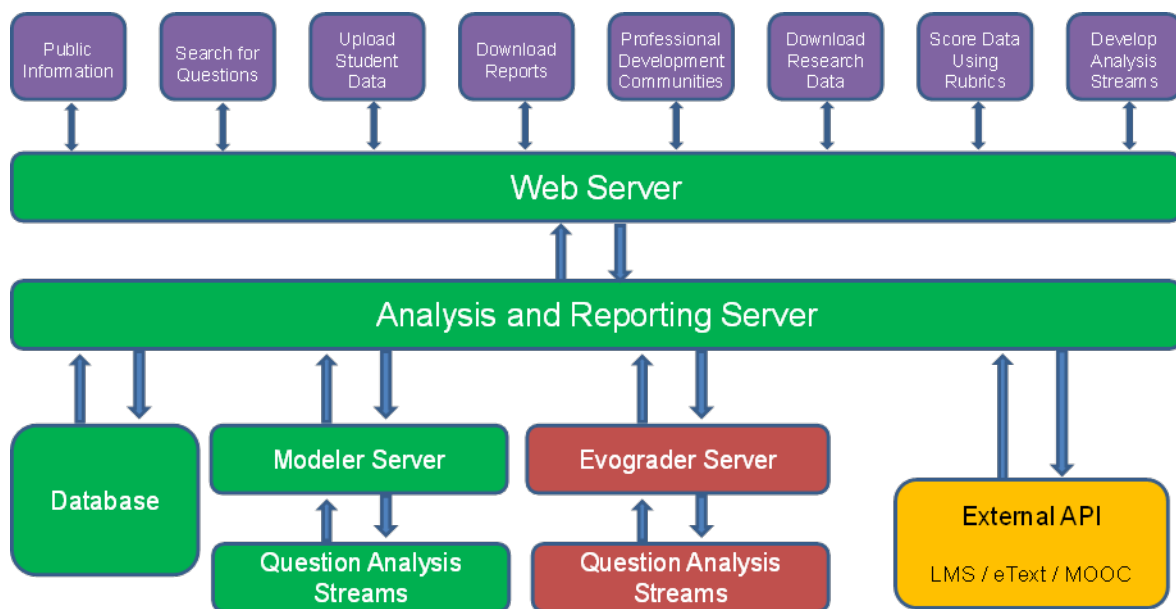 Public
Information
Search for
Questions
Upload
Student
Data
Download
Reports
Professional
Development
Communities
Download
Research
Data
Score Data
Using
Rubrics
Develop
Analysis
Streams
Web Server
Analysis and Reporting Server
Database
Modeler Server
Evograder Server
External API
LMS / eText / MOOC
Question Analysis
Streams
Question Analysis
Streams